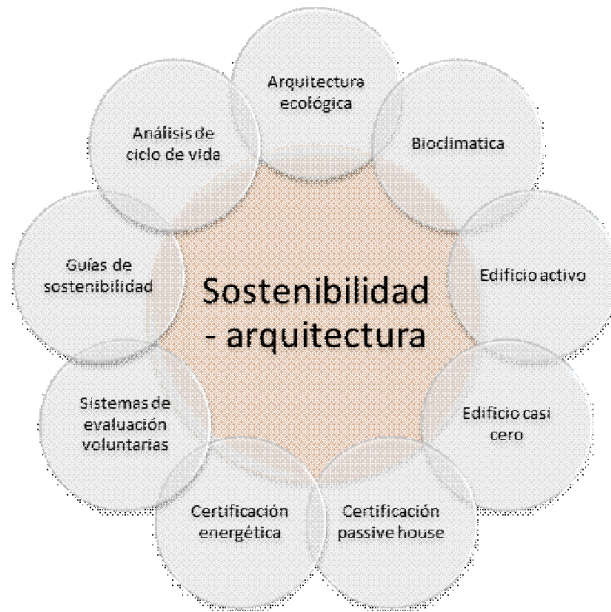 Arquitectura
ecológica
Bioclimatica
Edificio activo
Edificio casi
cero
Certificación
passive house
Certificación
energética
Sistemas de
evaluación
voluntarias
Guías de
sostenibilidad
Análisis de
ciclo de vida
Sostenibilidad
- arquitectura